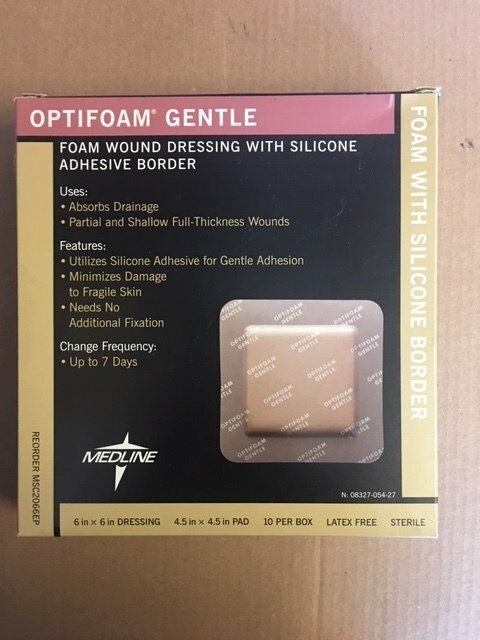 OPTIFOAM® GENTLE
FOAM WOUND DRESSING WITH SILICONE
ADHESIVE BORDER
Uses:
• Absorbs Drainage
• Partial and Shallow Full-Thickness Wounds
Features:
• Utilizes Silicone Adhesive for Gentle Adhesion
• Minimizes Damage
to Fragile Skin
• Needs No
Additional Fixation
Change Frequency:
• Up to 7 Days
FOAM WITH SILICONE BORDER
OPTIFOAM
GENTLE
MEDLINE
REORDER MSC2066EP
N: 08327-054-27
6 in × 6 in DRESSING 4.5 in × 4.5 in PAD 10 PER BOX LATEX FREE STERILE